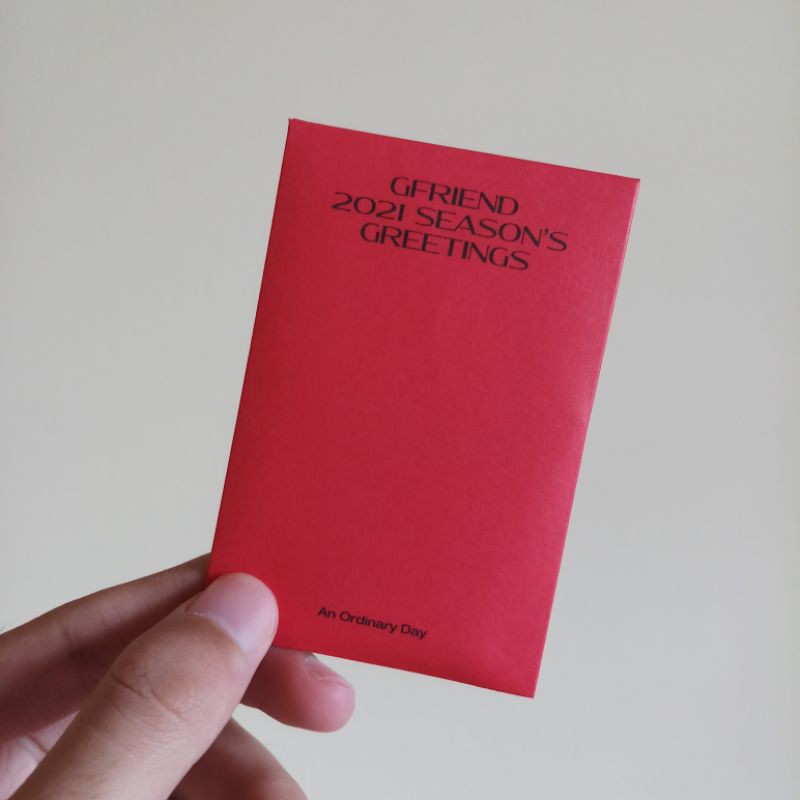 GFRIEND
2021 SEASON'S
GREETINGS
An Ordinary Day